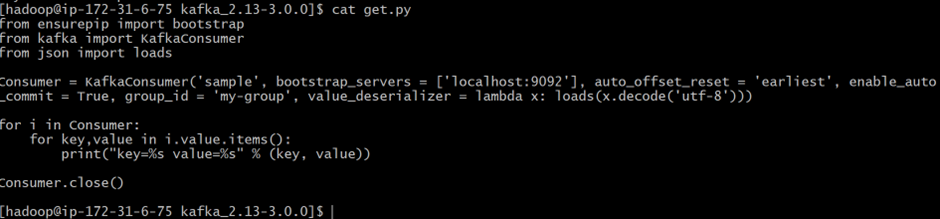 [hadoop@ip-172-31-6-75 kafka_2.13-3.0.0]$ cat get.py
from ensurepip import bootstrap
from kafka import KafkaConsumer
from json import loads
Consumer = KafkaConsumer('sample', bootstrap_servers = ['localhost:9092'], auto_offset_reset = 'earliest', enable_auto
_commit = True, group_id = 'my-group', value_deserializer = lambda x: loads(x.decode('utf-8')))
for i in Consumer:
    for key,value in i.value.items():
        print("key=%s value=%s" % (key, value))
Consumer.close()
[hadoop@ip-172-31-6-75 kafka_2.13-3.0.0]$